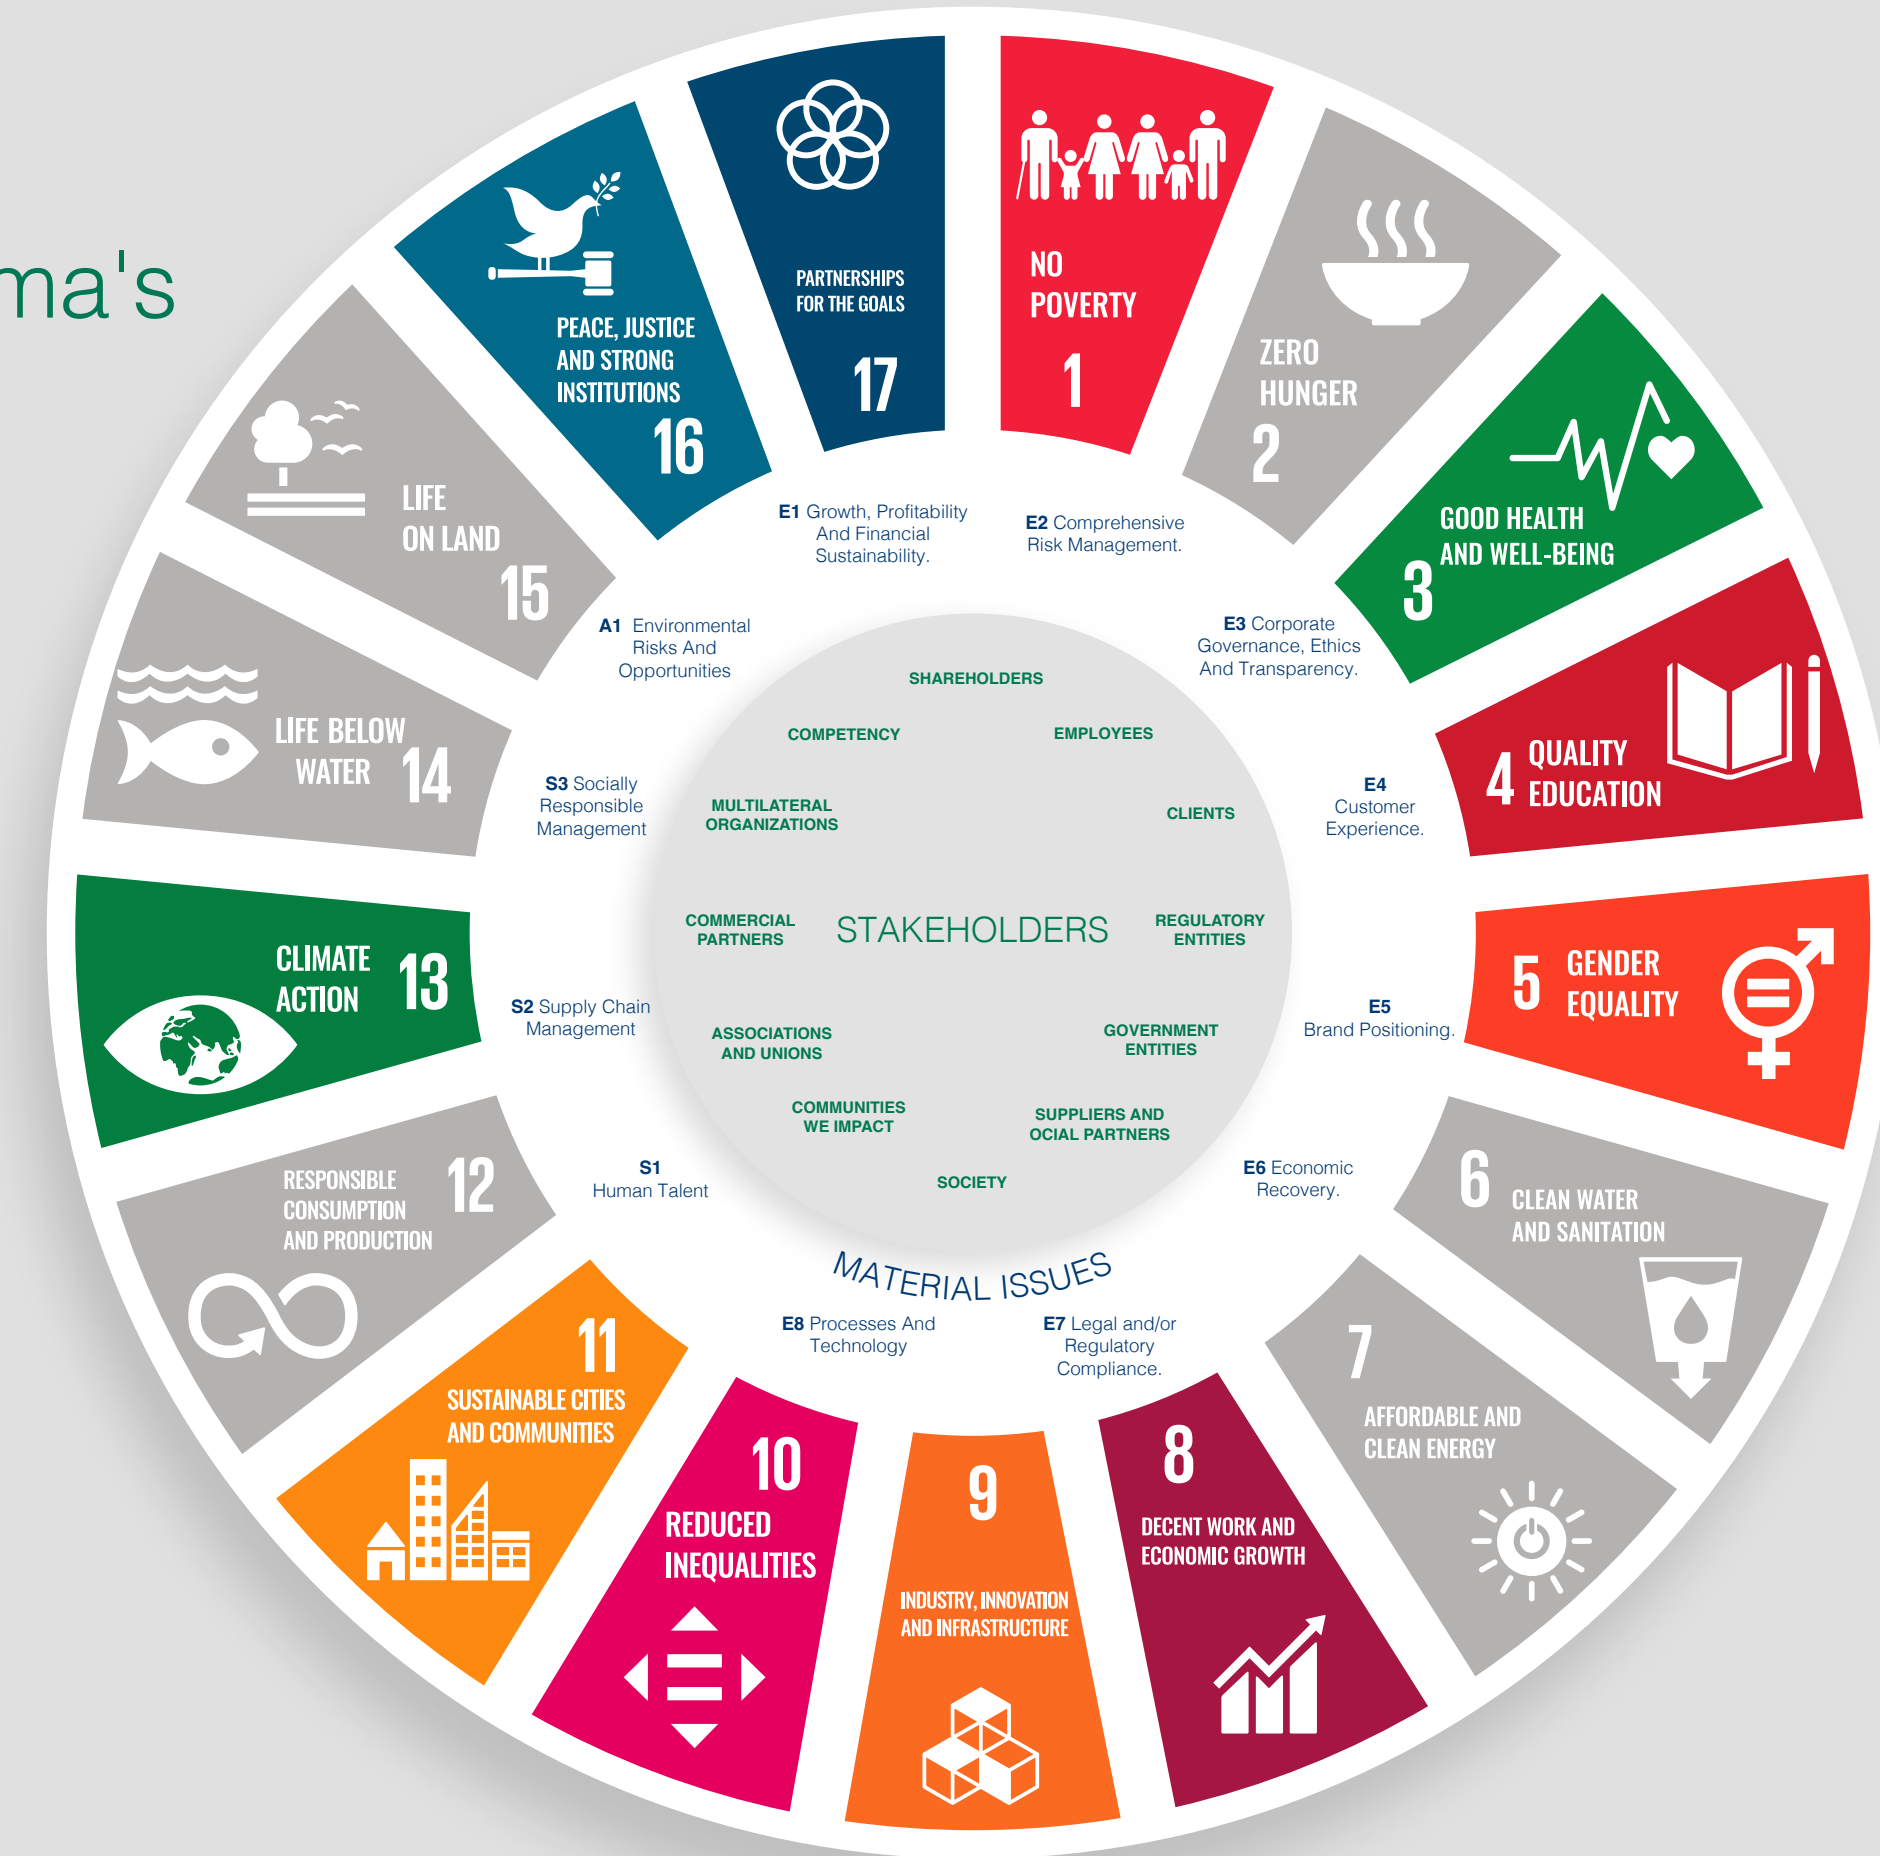 ma's
PARTNERSHIPS
FOR THE GOALS
17
NO
POVERTY
1
ZERO
HUNGER
2
GOOD HEALTH
AND WELL-BEING
3
QUALITY
EDUCATION
4
GENDER
EQUALITY
5
6
CLEAN WATER
AND SANITATION
7
AFFORDABLE AND
CLEAN ENERGY
8
DECENT WORK AND
ECONOMIC GROWTH
9
INDUSTRY, INNOVATION
AND INFRASTRUCTURE
10
REDUCED
INEQUALITIES
11
SUSTAINABLE CITIES
AND COMMUNITIES
12
RESPONSIBLE
CONSUMPTION
AND PRODUCTION
CLIMATE
ACTION
13
LIFE BELOW
WATER
14
LIFE
ON LAND
15
PEACE, JUSTICE
AND STRONG
INSTITUTIONS
16
E1 Growth, Profitability
And Financial
Sustainability.
E2 Comprehensive
Risk Management.
E3 Corporate
Governance, Ethics
And Transparency.
E4
Customer
Experience.
E5
Brand Positioning.
E6 Economic
Recovery.
E7 Legal and/or
Regulatory
Compliance.
E8 Processes And
Technology
S1
Human Talent
S2 Supply Chain
Management
S3 Socially
Responsible
Management
A1 Environmental
Risks And
Opportunities
MATERIAL ISSUES
STAKEHOLDERS
SHAREHOLDERS
EMPLOYEES
CLIENTS
REGULATORY
ENTITIES
GOVERNMENT
ENTITIES
SUPPLIERS AND
OCIAL PARTNERS
SOCIETY
COMMUNITIES
WE IMPACT
ASSOCIATIONS
AND UNIONS
COMMERCIAL
PARTNERS
MULTILATERAL
ORGANIZATIONS
COMPETENCY